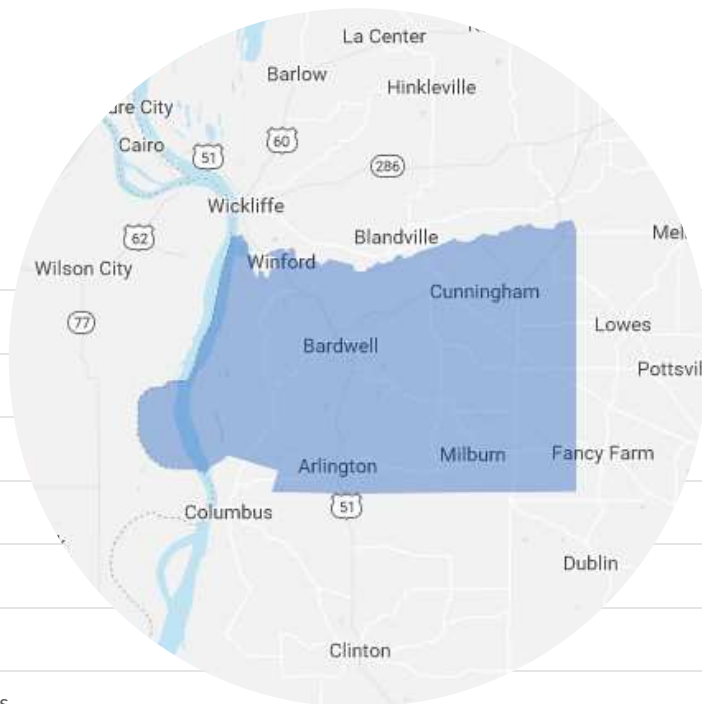 La Center
Barlow
Hinkleville
Cairo
51
60
286
Wickliffe
62
Blandville
Wilson City
Winford
Cunningham
77
Lowes
Bardwell
Arlington
Milburn
Fancy Farm
51
Columbus
Dublin
Clinton